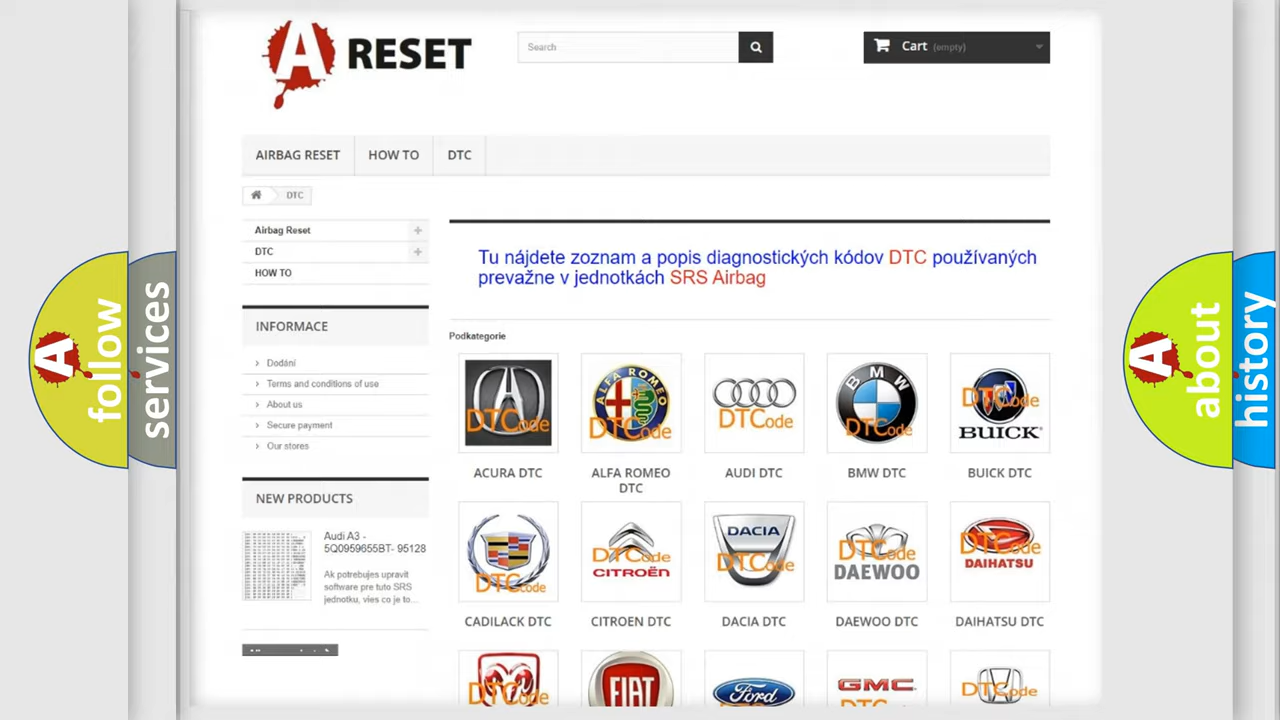 A RESET
Search
Cart (empty)
AIRBAG RESET
HOW TO
DTC
DTC
Airbag Reset
DTC
HOW TO
Tu nájdete zoznam a popis diagnostických kódov DTC používaných
prevažne v jednotkách SRS Airbag
INFORMACE
Dodání
Terms and conditions of use
About us
Secure payment
Our stores
NEW PRODUCTS
Audi A3 -
5Q0959655BT- 95128
Ak potrebujes upravit
software pre tuto SRS
jednotku, vies co je to...
Podkategorie
DTCode
ALFA ROMEO
DTCode
DTCode
BMW
DTCode
DTCode
BUICK
ACURA DTC
ALFA ROMEO
DTC
AUDI DTC
BMW DTC
BUICK DTC
DTCode
DTCode
CITROËN
DACIA
DTCode
DTCode
DAEWOO
DTCode
DAIHATSU
CADILACK DTC
CITROEN DTC
DACIA DTC
DAEWOO DTC
DAIHATSU DTC
DTCode
FIAT
Ford
GMC
DTCode
A follow
services
A about
history